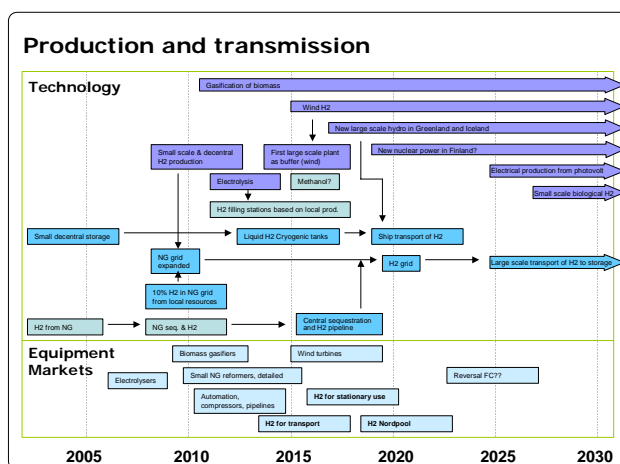 Production and transmission
Technology
Gasification of biomass
Wind H2
New large scale hydro in Greenland and Iceland
Small scale & decentral
H2 production
First large scale plant
as buffer (wind)
New nuclear power in Finland?
Electrical production from photovolt
Electrolysis
Methanol?
Small scale biological H2
H2 filling stations based on local prod.
Small decentral storage
Liquid H2 Cryogenic tanks
Ship transport of H2
NG grid
expanded
H2 grid
Large scale transport of H2 to storage
10% H2 in NG grid
from local resources
Central sequestration
and H2 pipeline
H2 from NG
NG seq. & H2
Equipment
Markets
Biomass gasifiers
Wind turbines
Electrolysers
Small NG reformers, detailed
Reversal FC??
Automation,
compressors, pipelines
H2 for stationary use
H2 for transport
H2 Nordpool
2005
2010
2015
2020
2025
2030